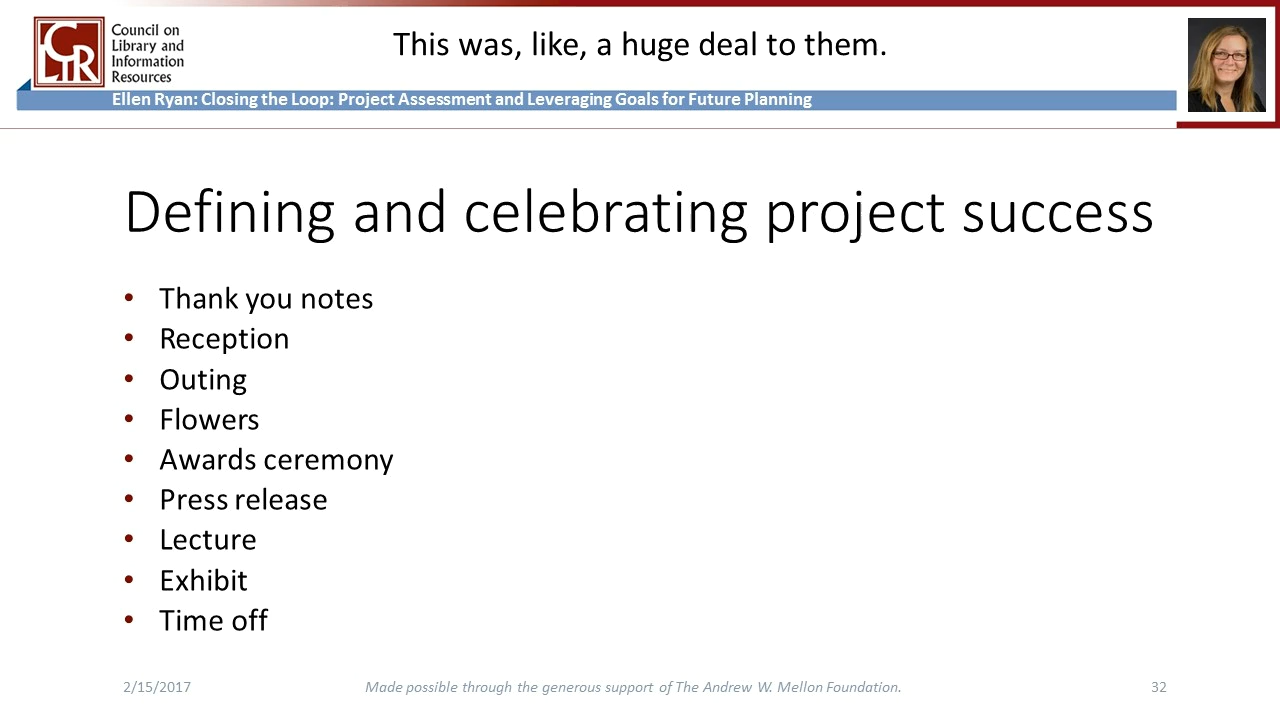 CLIR
Council on
Library and
Information
Resources
This was, like, a huge deal to them.
Ellen Ryan: Closing the Loop: Project Assessment and Leveraging Goals for Future Planning
Defining and celebrating project success
• Thank you notes
• Reception
• Outing
• Flowers
• Awards ceremony
• Press release
• Lecture
• Exhibit
• Time off
2/15/2017
Made possible through the generous support of The Andrew W. Mellon Foundation.
32